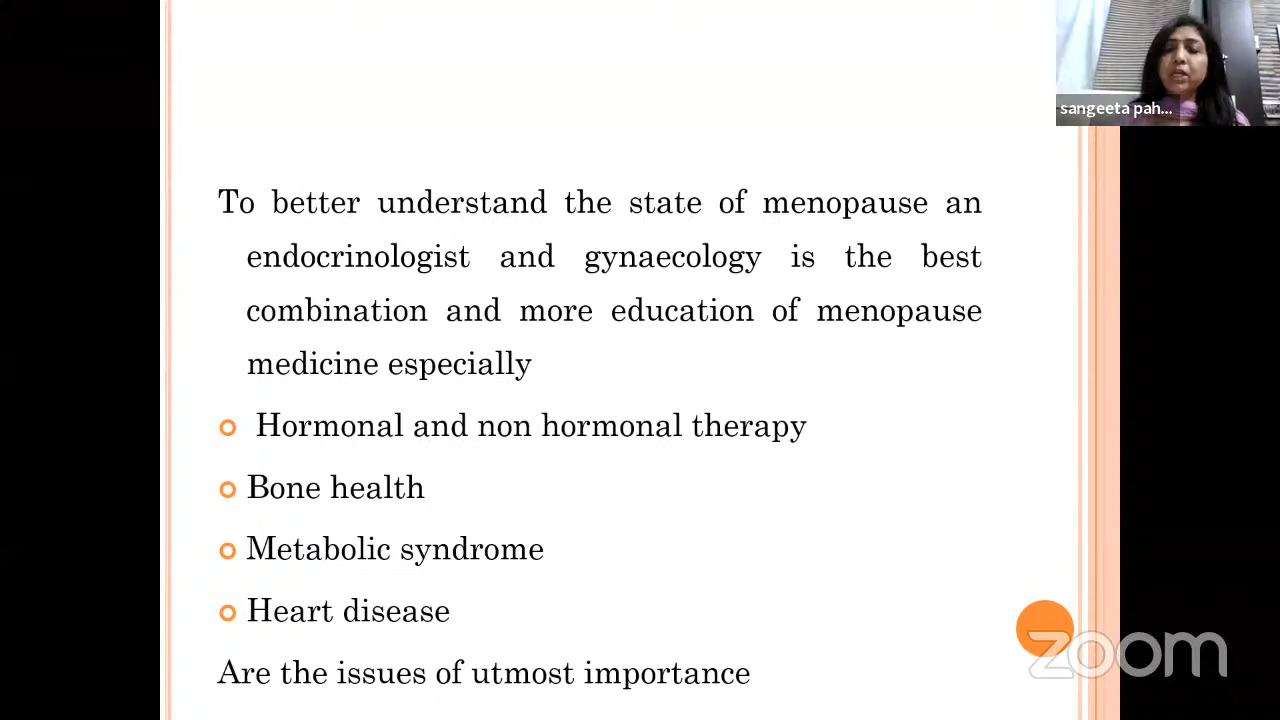 sangeeta pah...
To better understand the state of menopause an
endocrinologist and gynaecology is the best
combination and more education of menopause
medicine especially
Hormonal and non hormonal therapy
Bone health
Metabolic syndrome
Heart disease
Are the issues of utmost importance
zoom